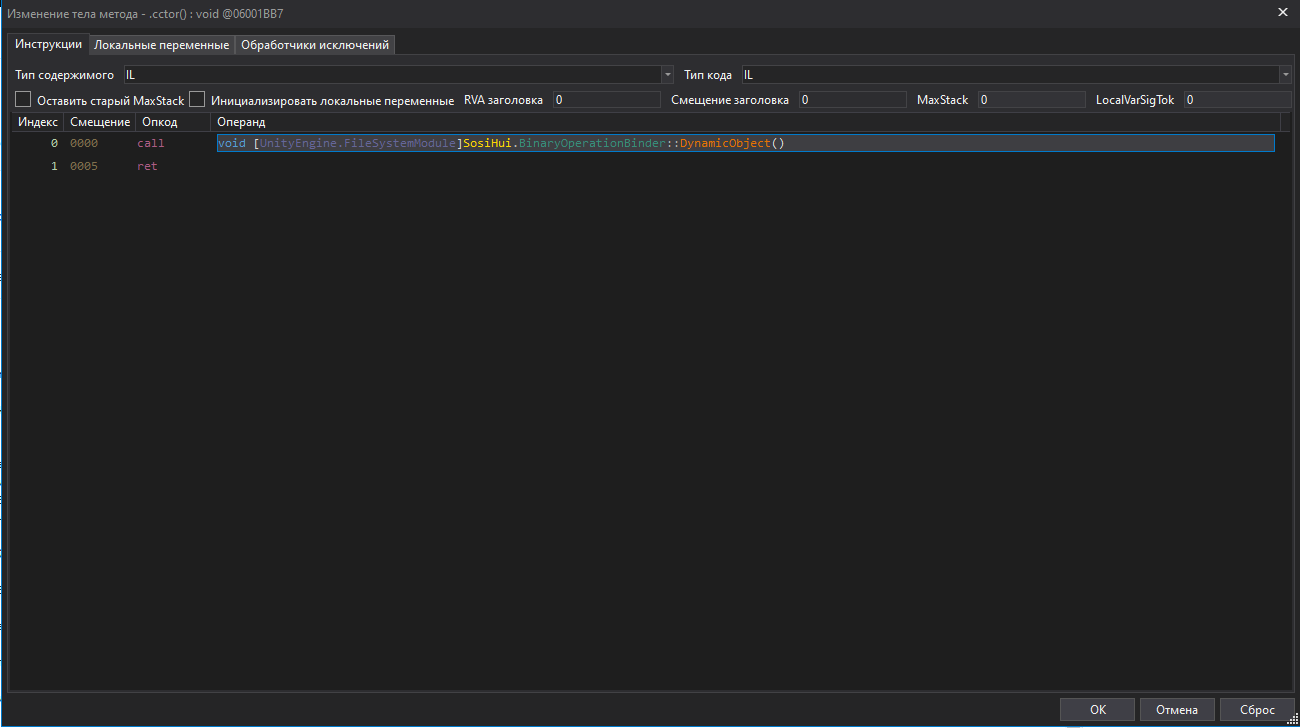 Изменение тела метода - .cctor() : void @06001BB7
Инструкции Локальные переменные Обработчики исключений
Тип содержимого IL Тип кода IL
Оставить старый MaxStack Инициализировать локальные переменные RVA заголовка 0 Смещение заголовка 0 MaxStack 0 LocalVarSigTok 0
Индекс Смещение Опкод Операнд
0 0000 call void [UnityEngine.FileSystemModule]SosiHui.BinaryOperationBinder::DynamicObject()
1 0005 ret
OK Отмена Сброс